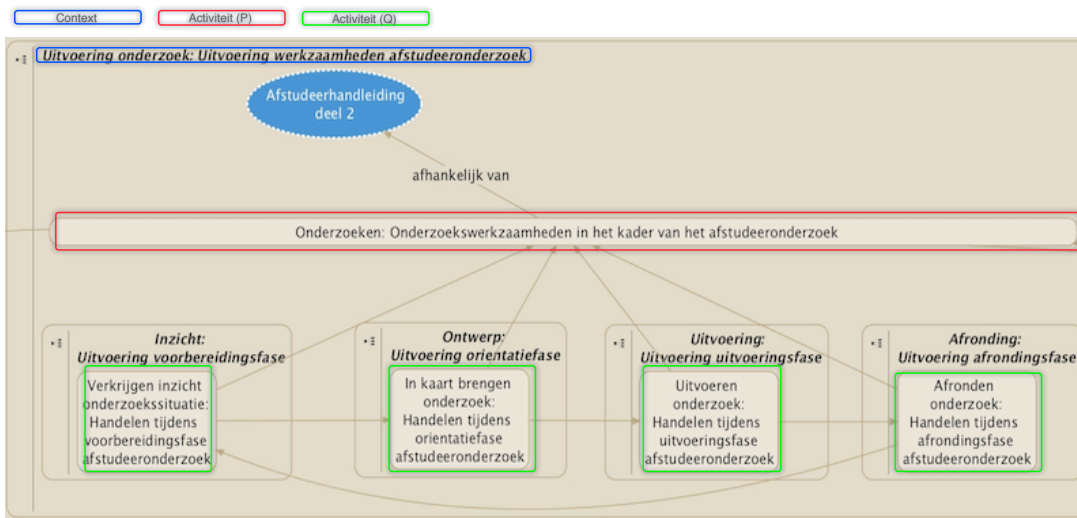 Context
Activiteit (P)
Activiteit (Q)
Uitvoering onderzoek: Uitvoering werkzaamheden afstudeeronderzoek
Afstudeerhandleiding
deel 2
afhankelijk van
Onderzoeken: Onderzoekswerkzaamheden in het kader van het afstudeeronderzoek
Inzicht:
Uitvoering voorbereidingsfase
Verkrijgen inzicht
onderzoekssituatie:
Handelen tijdens
voorbereidingsfase
afstudeeronderzoek
Ontwerp:
Uitvoering orientatiefase
In kaart brengen
onderzoek:
Handelen tijdens
orientatiefase
afstudeeronderzoek
Uitvoering:
Uitvoering uitvoeringsfase
Uitvoeren
onderzoek:
Handelen tijdens
uitvoeringsfase
afstudeeronderzoek
Afronding:
Uitvoering afrondingsfase
Afronden
onderzoek:
Handelen tijdens
afrondingsfase
afstudeeronderzoek